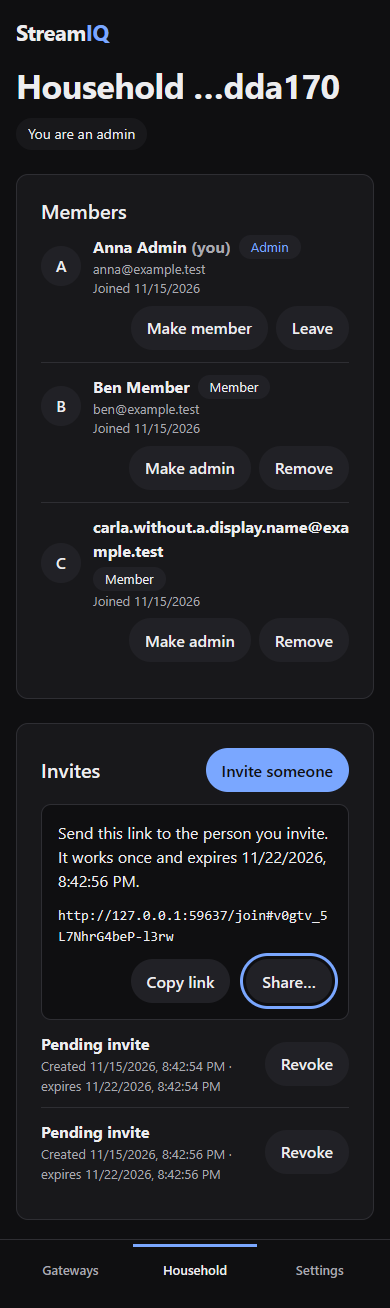 StreamIQ
Household …dda170
You are an admin
Members
A
Anna Admin (you) Admin
anna@example.test
Joined 11/15/2026
Make member Leave
B
Ben Member Member
ben@example.test
Joined 11/15/2026
Make admin Remove
C
carla.without.a.display.name@exa
mple.test
Member
Joined 11/15/2026
Make admin Remove
Invites Invite someone
Send this link to the person you invite.
It works once and expires 11/22/2026,
8:42:56 PM.
http://127.0.0.1:59637/join#v0gtv_5
L7NhrG4beP-l3rw
Copy link Share…
Pending invite
Created 11/15/2026, 8:42:54 PM ·
expires 11/22/2026, 8:42:54 PM
Revoke
Pending invite
Created 11/15/2026, 8:42:56 PM ·
expires 11/22/2026, 8:42:56 PM
Revoke
Gateways Household Settings